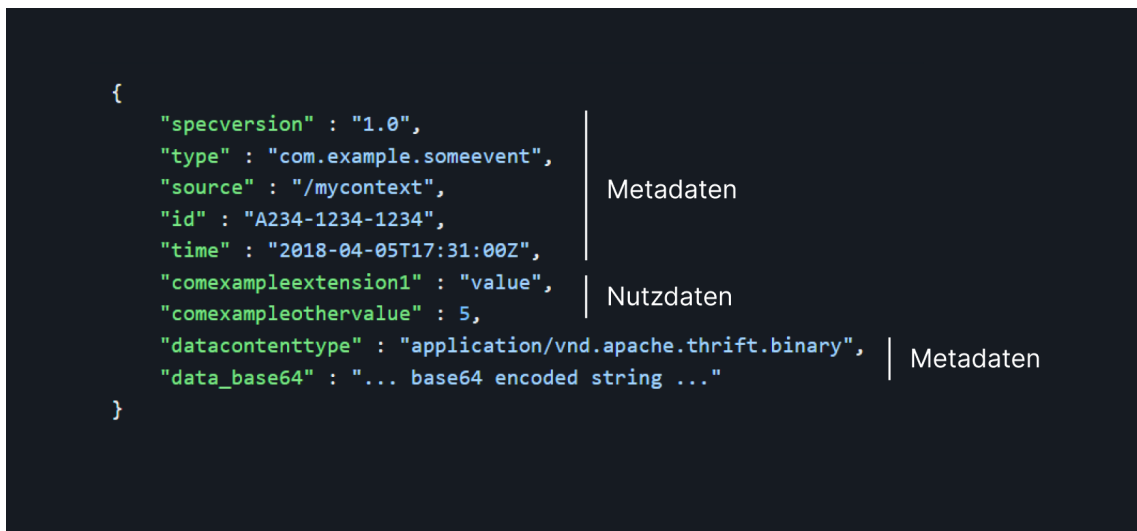 {
"specversion" : "1.0",
"type" : "com.example.someevent",
"source" : "/mycontext",
Metadaten
"id" : "A234-1234-1234",
"time" : "2018-04-05T17:31:00Z",
"comexampleextension1" : "value",
Nutzdaten
"comexampleothervalue" : 5,
"datacontenttype" : "application/vnd.apache.thrift.binary",
Metadaten
"data_base64" : "... base64 encoded string ..."
}